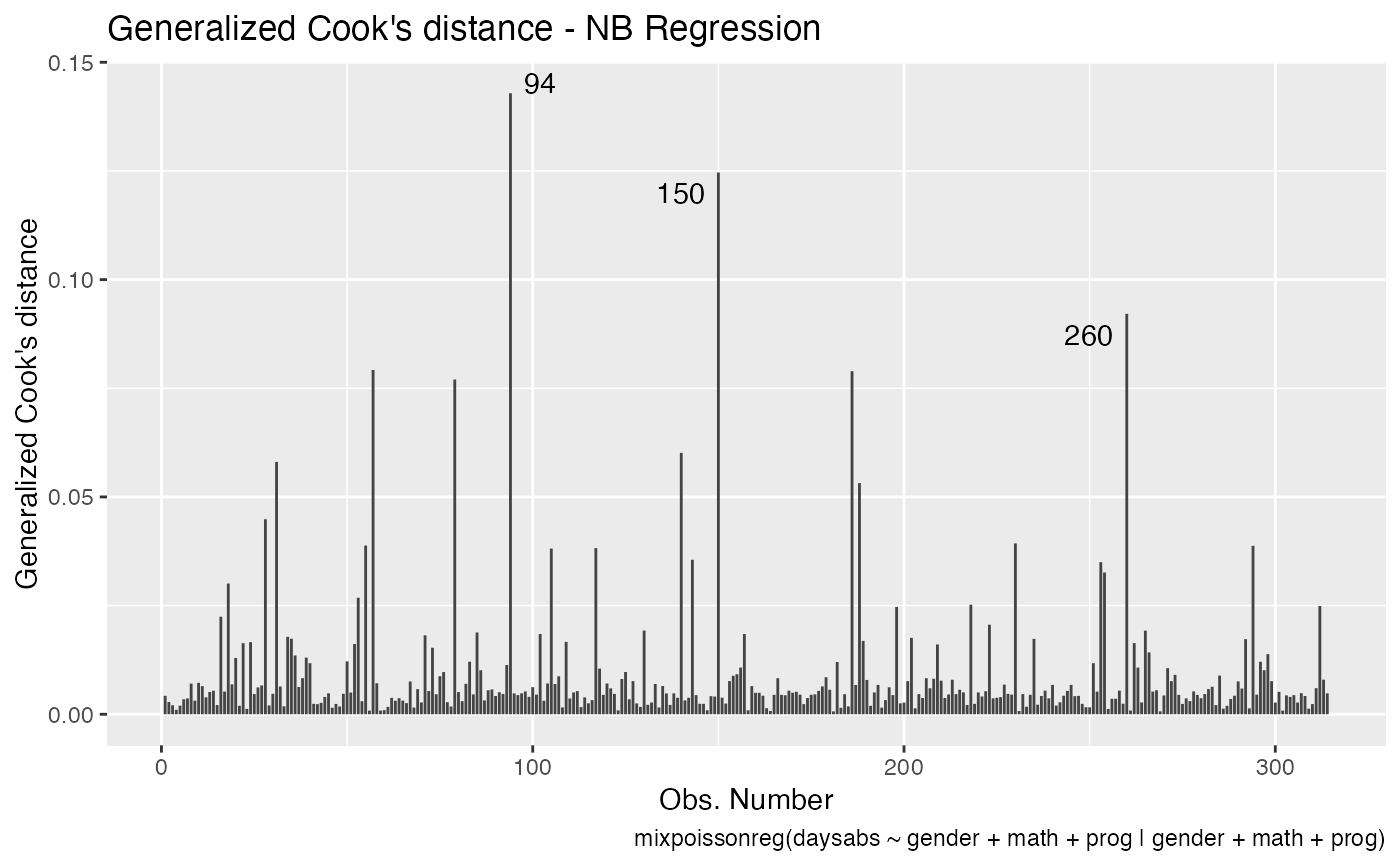 Generalized Cook's distance - NB Regression
Generalized Cook's distance
0.15
0.10
0.05
0.00
94
150
260
0
100
200
300
Obs. Number
mixpoissonreg(daysabs ~ gender + math + prog | gender + math + prog)